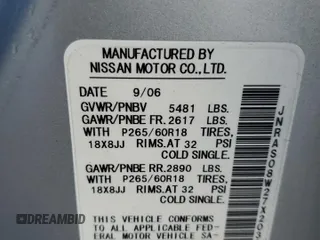 MANUFACTURED BY
NISSAN MOTOR CO., LTD.
DATE 9/06
GVWR/PNBV 5481 LBS.
GAWR/PNBE FR. 2617 LBS.
WITH P265/60R18 TIRES,
18X8JJ RIMS. AT 32 PSI
COLD SINGLE.
GAWR/PNBE RR. 2890 LBS.
WITH P265/60R18 TIRES,
18X8JJ RIMS. AT 32 PSI
COLD SINGLE.
THIS VEHICLE CONFORMS
TO ALL APPLICABLE FED-
ERAL MOTOR VEHICLE SA-
JNRAS08W27X203
DREAMBID